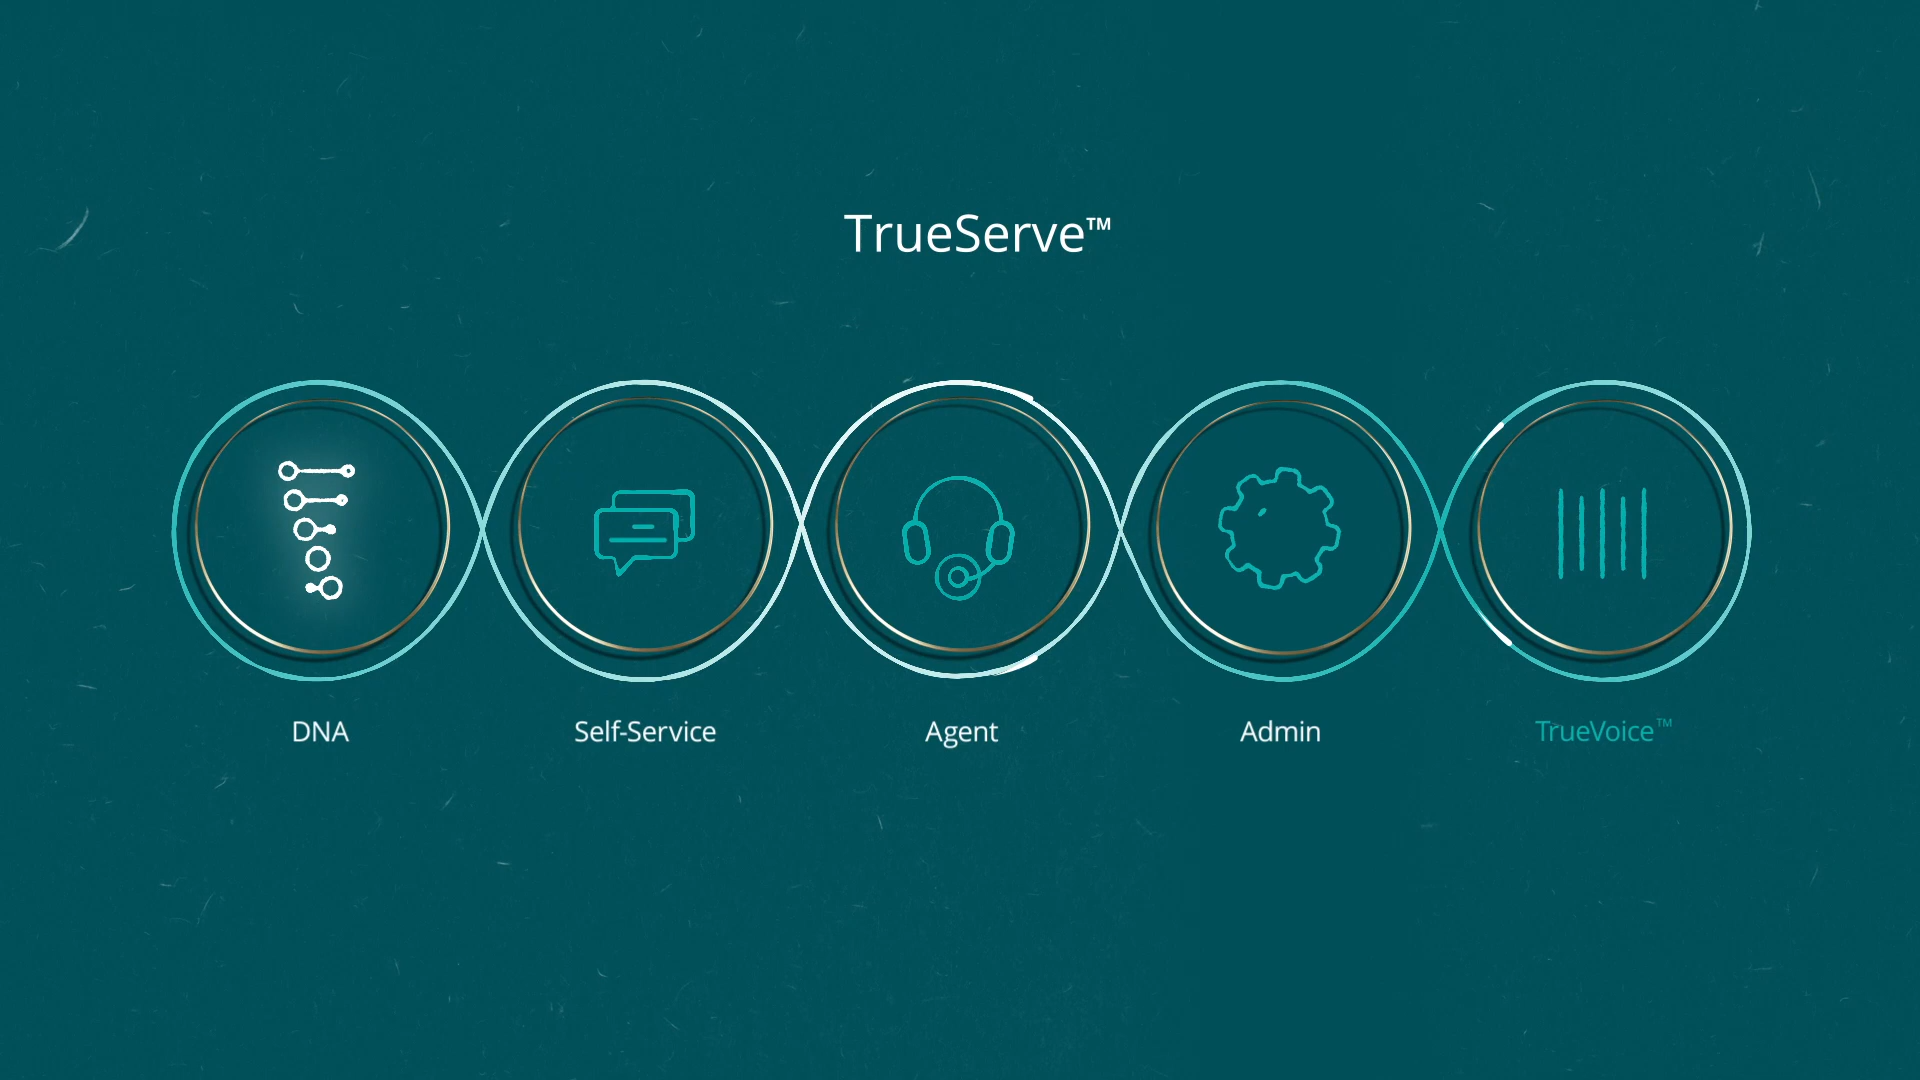 TrueServe™
DNA
Self-Service
Agent
Admin
TrueVoice™